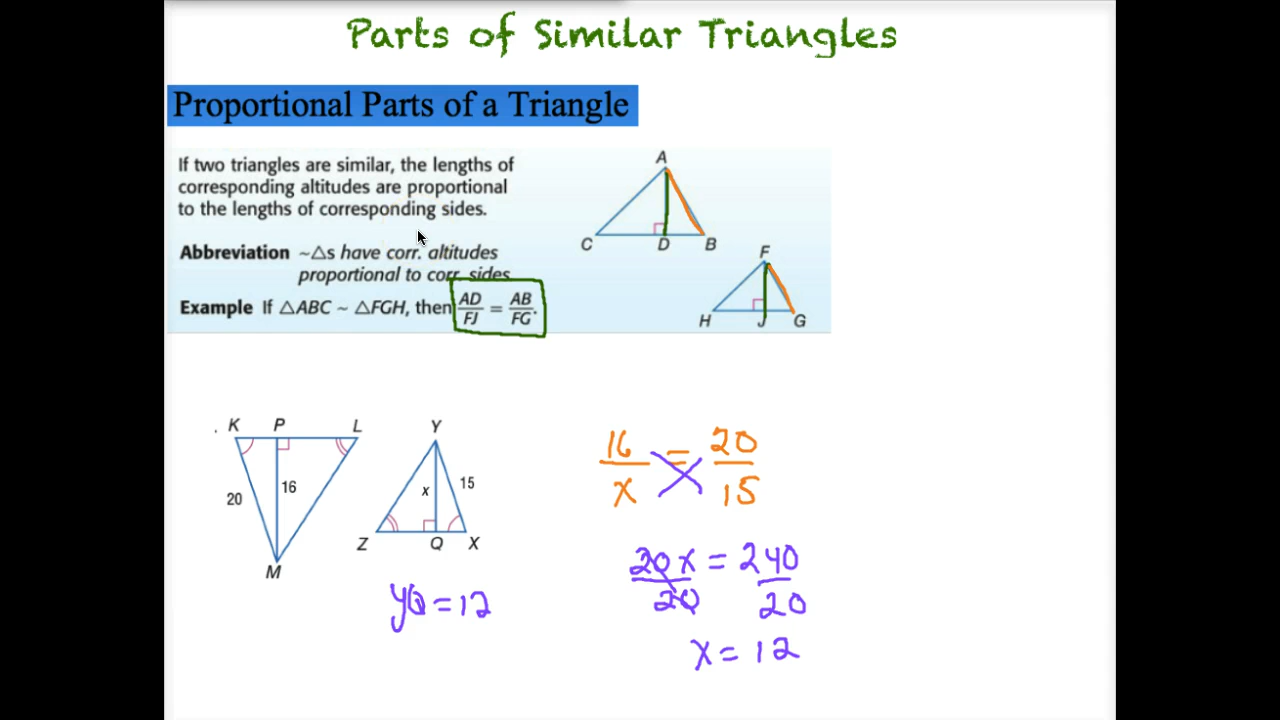 Parts of Similar Triangles
Proportional Parts of a Triangle
If two triangles are similar, the lengths of
corresponding altitudes are proportional
to the lengths of corresponding sides.
Abbreviation ~△s have corr. altitudes
proportional to corr. sides
Example If △ABC ~ △FGH, then AD/FJ = AB/FG.
A
C D B
F
H J G
. K P L
20 16
M
Y
x 15
Z Q X
YQ = 12
16/x = 20/15
20x/20 = 240/20
x = 12